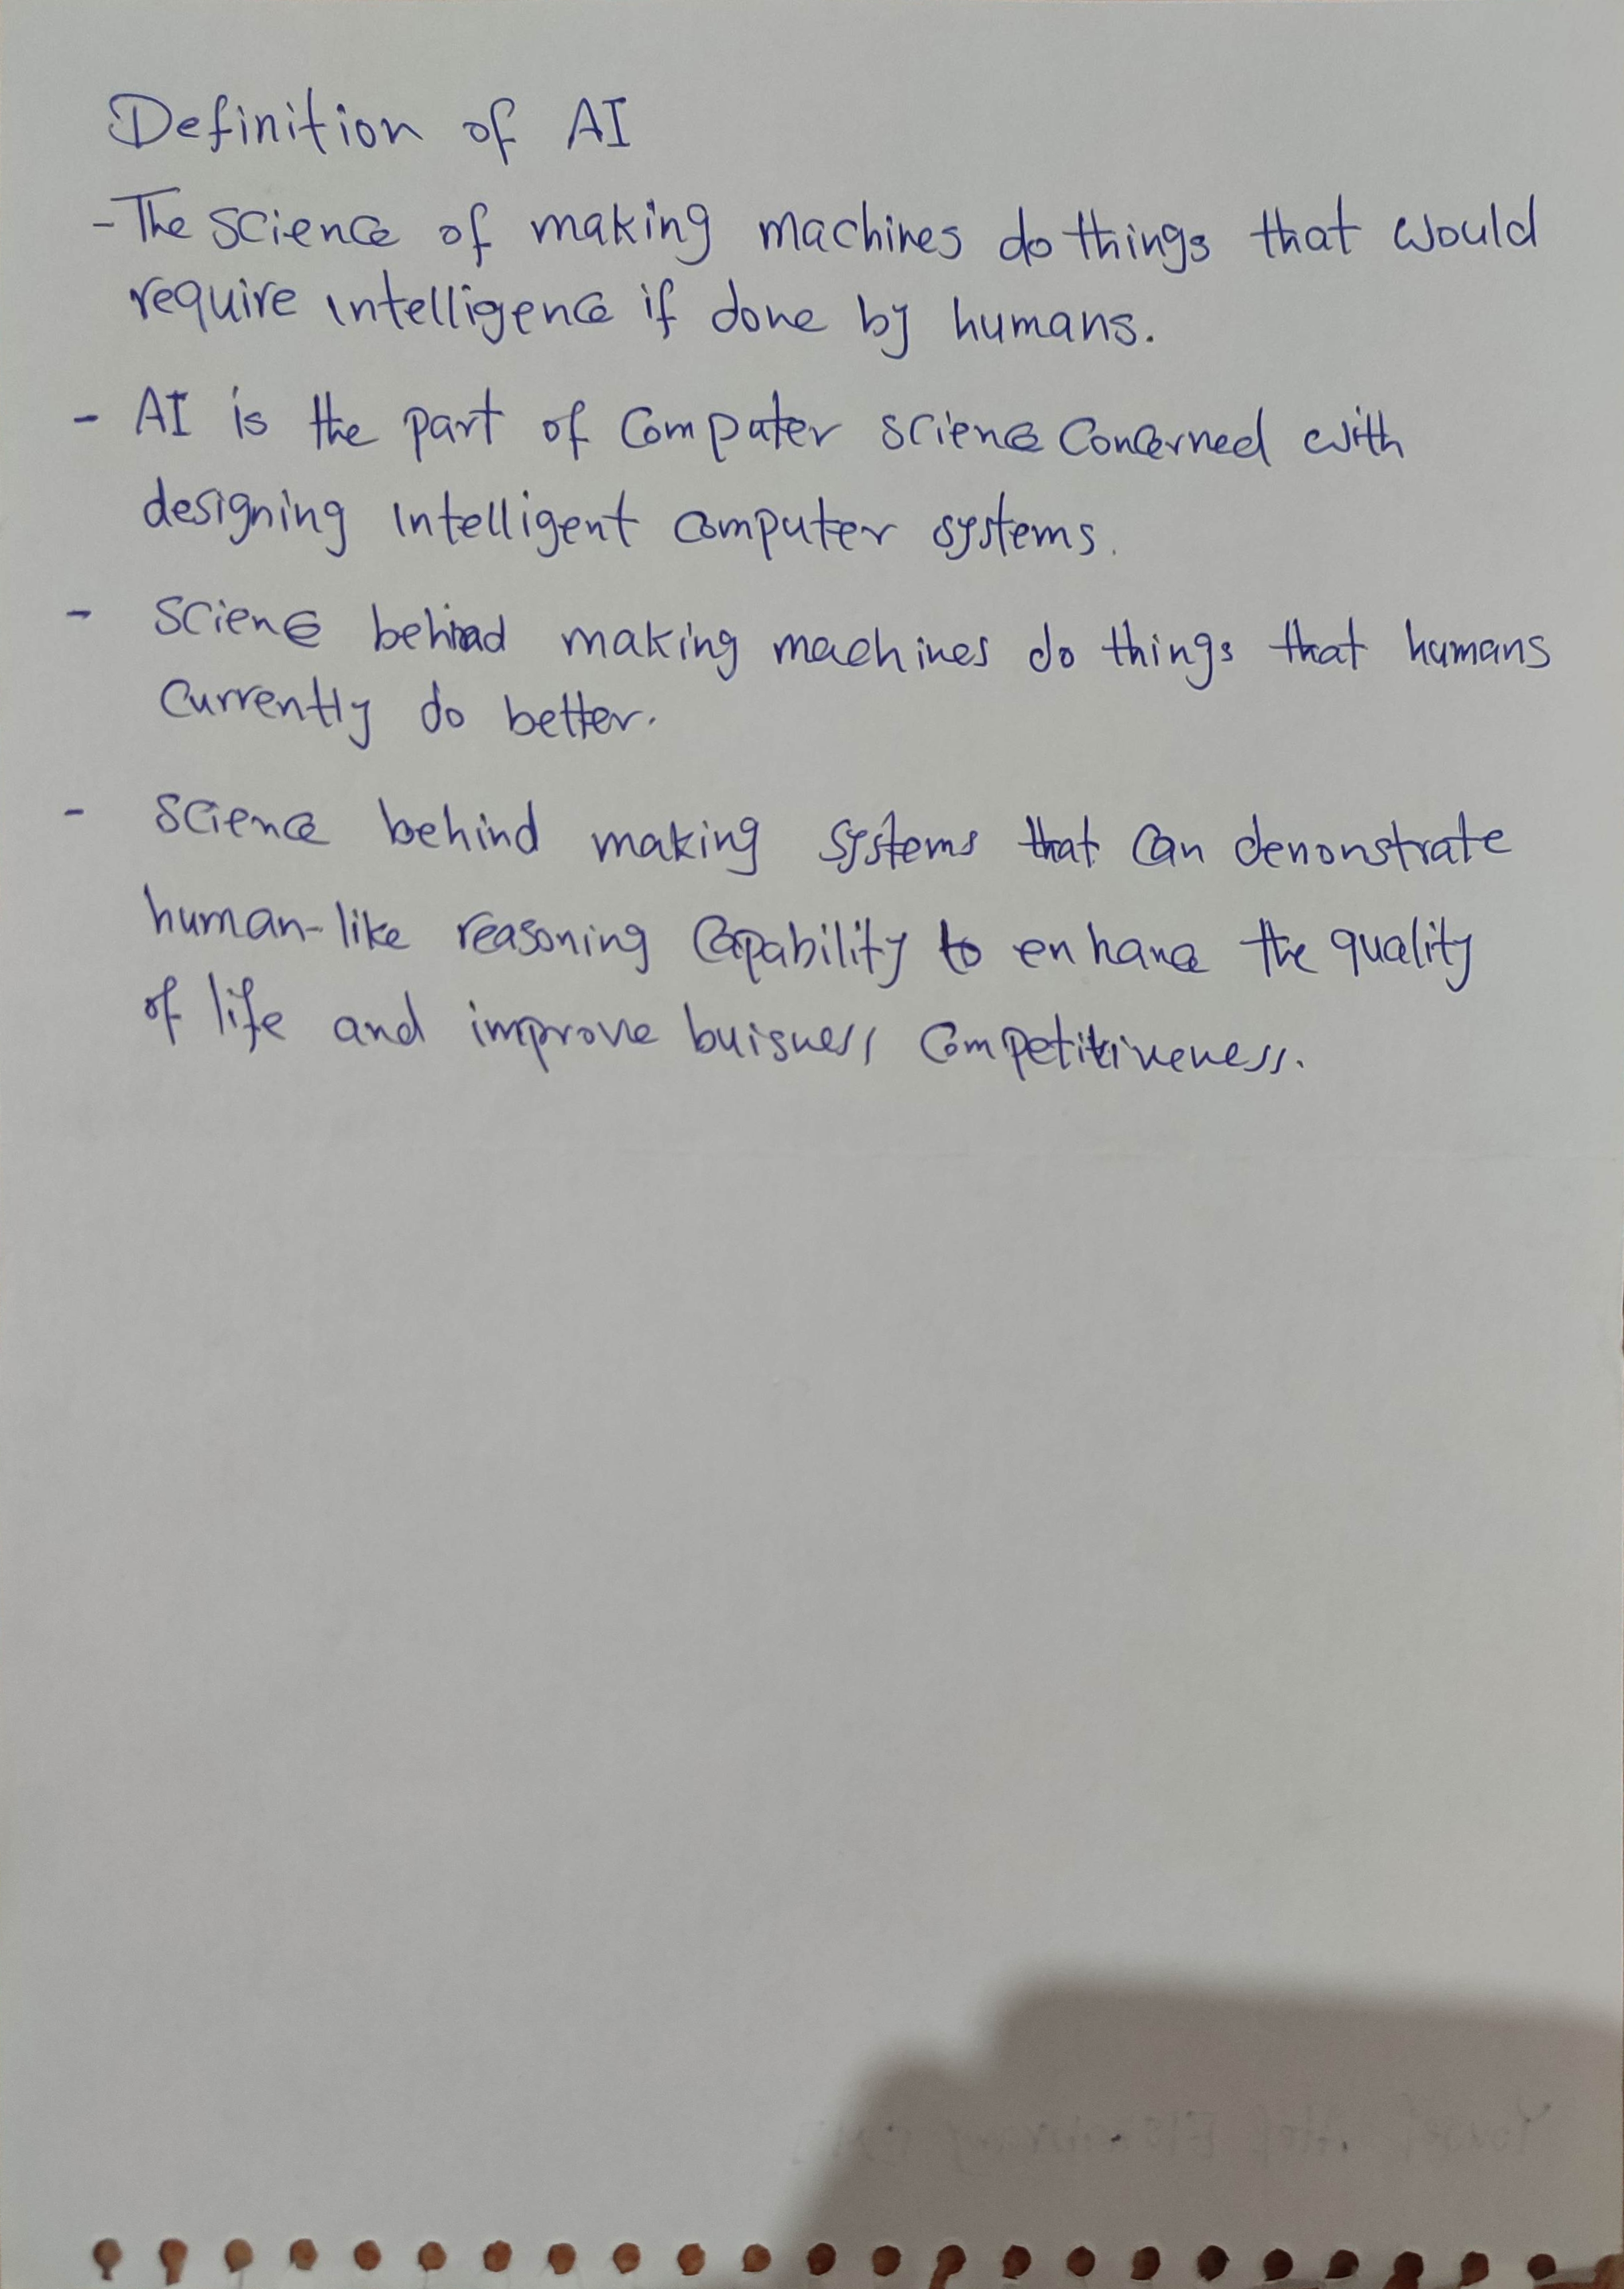 Definition of AI
- The science of making machines do things that would
require intelligence if done by humans.
- AI is the part of Computer science Concerned with
designing intelligent computer systems.
- Science behind making machines do things that humans
Currently do better.
- Science behind making systems that can demonstrate
human-like reasoning Capability to enhance the quality
of life and improve buisness Competitiveness.